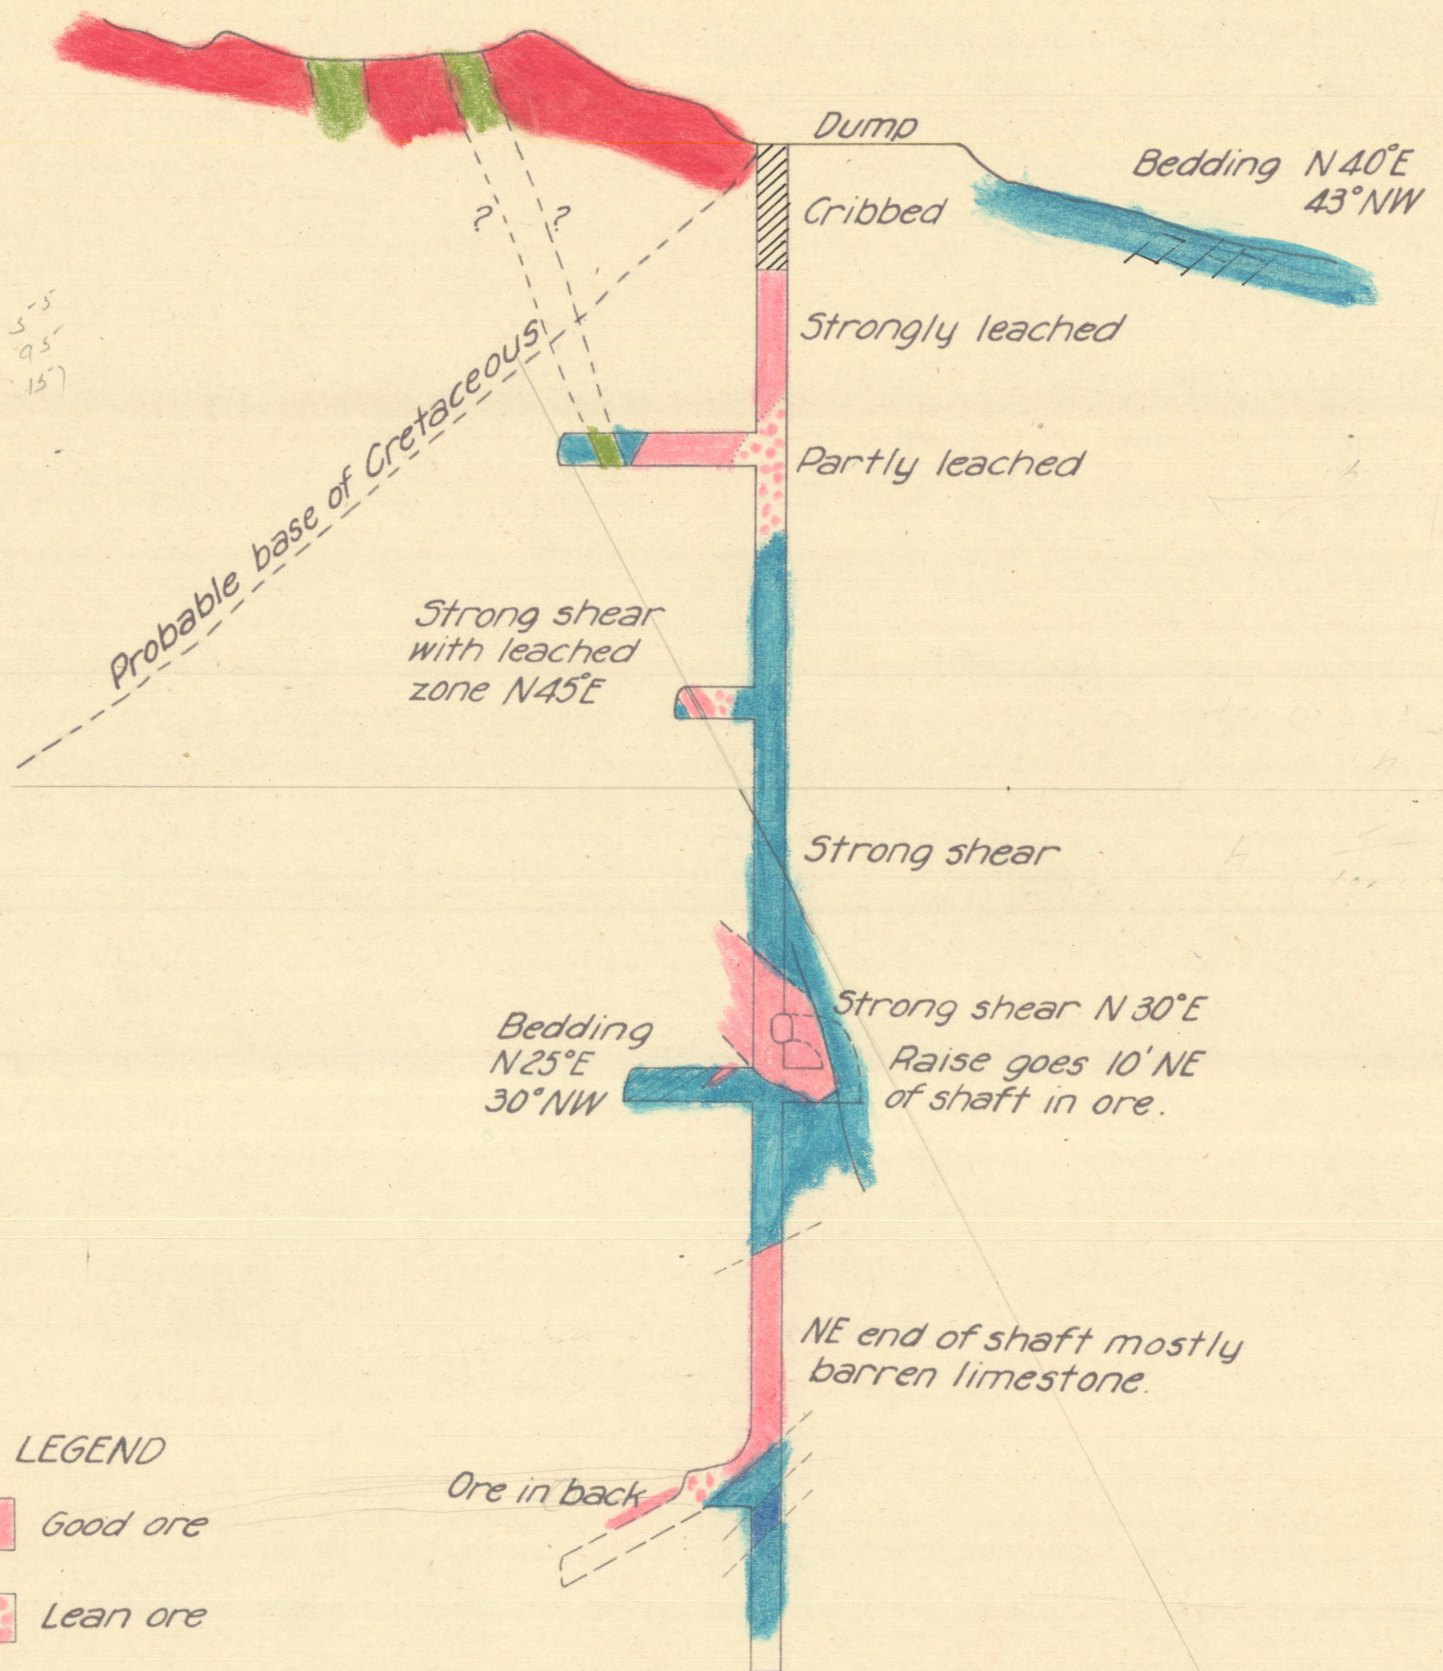 Dump
Bedding N 40°E
43°NW
Cribbed
?
?
Strongly leached
Partly leached
Probable base of Cretaceous
Strong shear
with leached
zone N45°E
Strong shear
Strong shear N 30°E
Bedding
N25°E
30°NW
Raise goes 10' NE
of shaft in ore.
NE end of shaft mostly
barren limestone.
LEGEND
Ore in back
Good ore
Lean ore